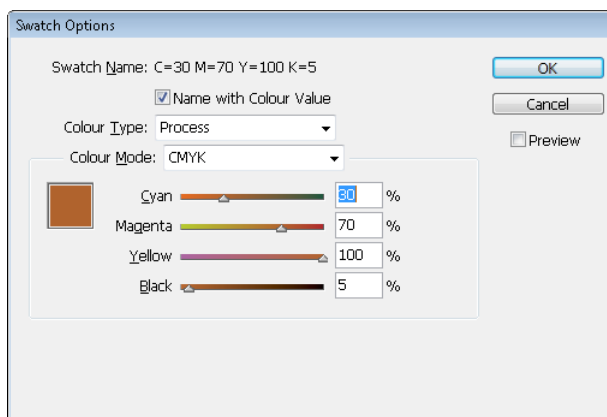 Swatch Options
Swatch Name: C=30 M=70 Y=100 K=5
Name with Colour Value
Colour Type: Process
Colour Mode: CMYK
Cyan 30 %
Magenta 70 %
Yellow 100 %
Black 5 %
OK
Cancel
Preview